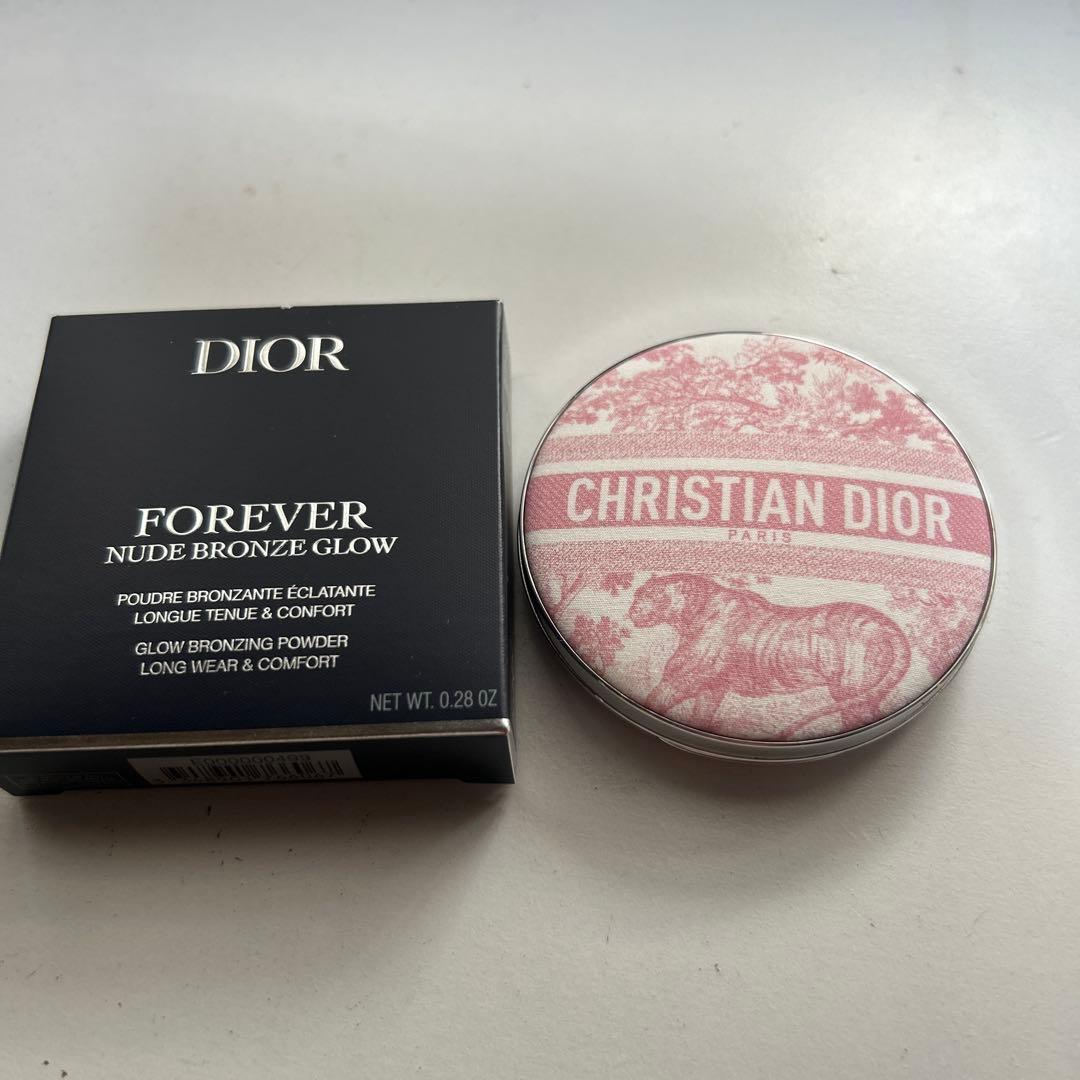 DIOR
FOREVER
NUDE BRONZE GLOW
POUDRE BRONZANTE ÉCLATANTE
LONGUE TENUE & CONFORT
GLOW BRONZING POWDER
LONG WEAR & COMFORT
NET WT. 0.28 OZ
CHRISTIAN DIOR
PARIS